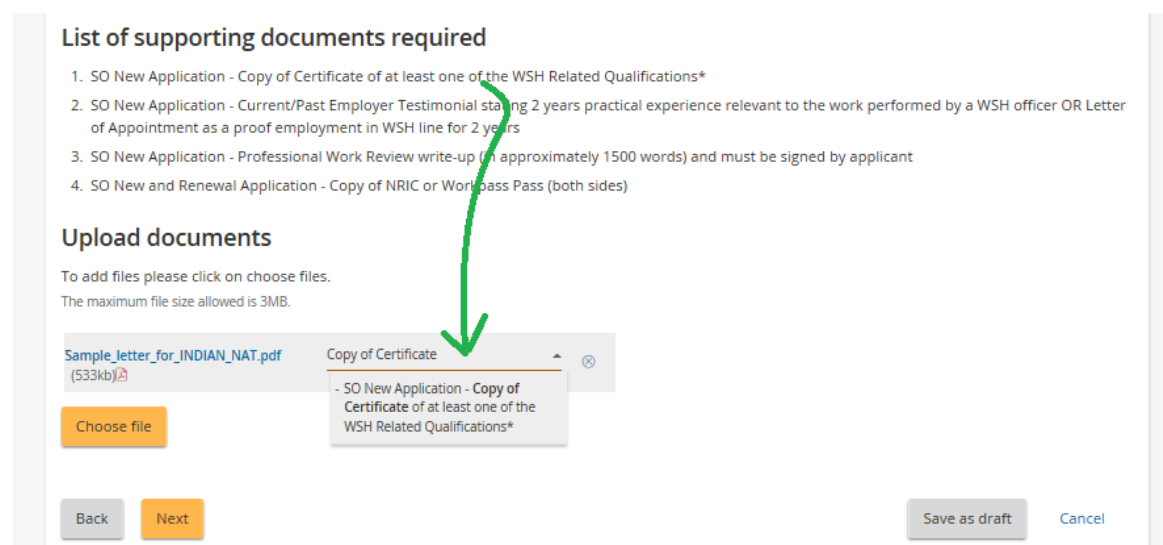 List of supporting documents required
1. SO New Application - Copy of Certificate of at least one of the WSH Related Qualifications*
2. SO New Application - Current/Past Employer Testimonial stating 2 years practical experience relevant to the work performed by a WSH officer OR Letter
of Appointment as a proof employment in WSH line for 2 years
3. SO New Application - Professional Work Review write-up (in approximately 1500 words) and must be signed by applicant
4. SO New and Renewal Application - Copy of NRIC or Workpass Pass (both sides)
Upload documents
To add files please click on choose files.
The maximum file size allowed is 3MB.
Sample_letter_for_INDIAN_NAT.pdf Copy of Certificate
(533kb)
- SO New Application - Copy of
Certificate of at least one of the
WSH Related Qualifications*
Choose file
Back Next Save as draft Cancel